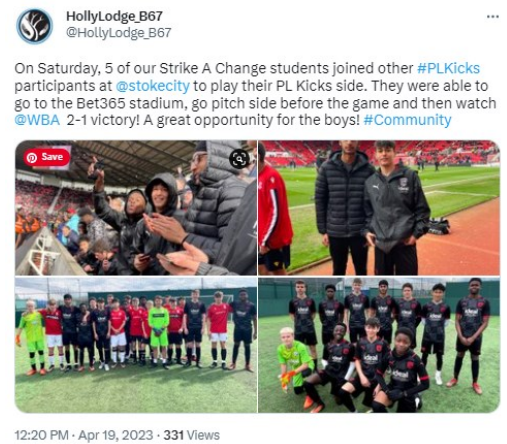 HollyLodge_B67
@HollyLodge_B67
On Saturday, 5 of our Strike A Change students joined other #PLKicks
participants at @stokecity to play their PL Kicks side. They were able to
go to the Bet365 stadium, go pitch side before the game and then watch
@WBA 2-1 victory! A great opportunity for the boys! #Community
Save
12:20 PM · Apr 19, 2023 · 331 Views